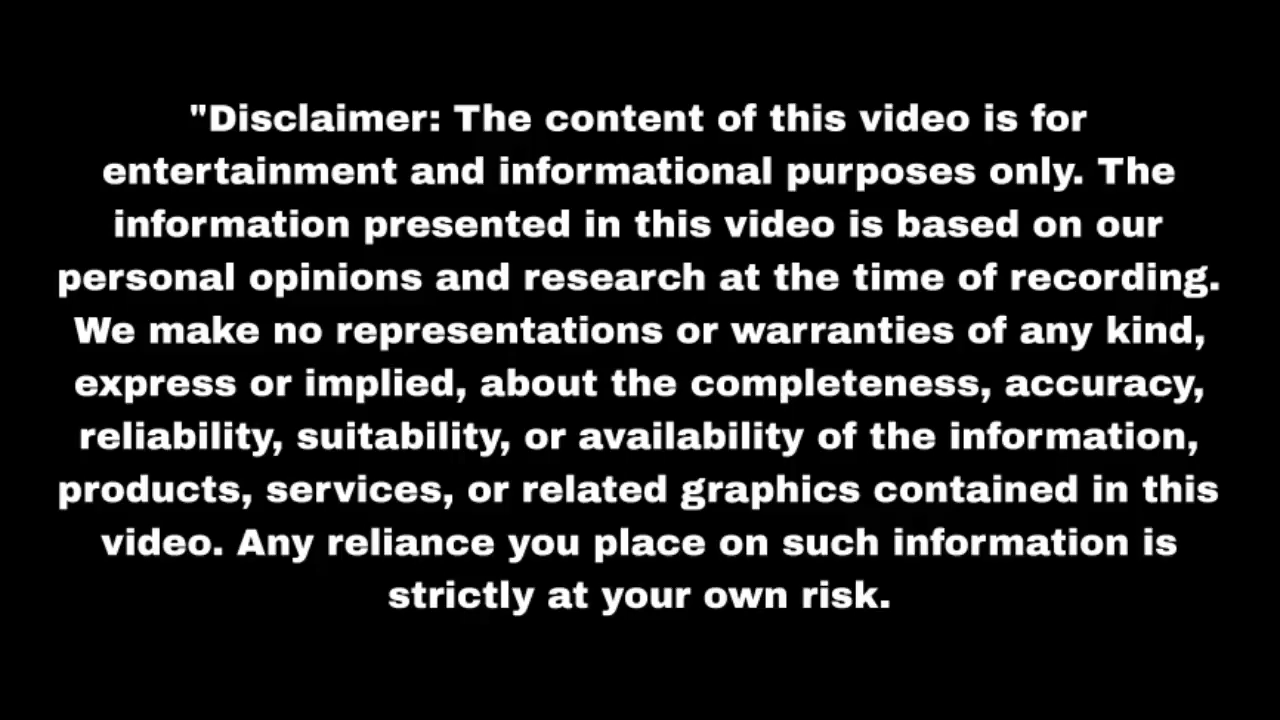 "Disclaimer: The content of this video is for
entertainment and informational purposes only. The
information presented in this video is based on our
personal opinions and research at the time of recording.
We make no representations or warranties of any kind,
express or implied, about the completeness, accuracy,
reliability, suitability, or availability of the information,
products, services, or related graphics contained in this
video. Any reliance you place on such information is
strictly at your own risk.